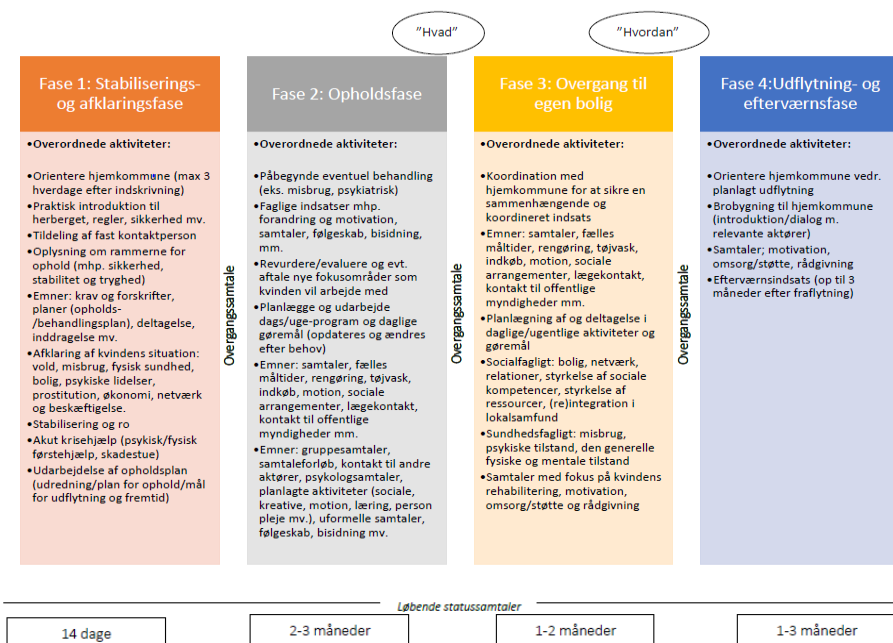 ”Hvad”
”Hvordan”
Fase 1: Stabiliserings-
og afklaringsfase
•Overordnede aktiviteter:
•Orientere hjemkommune (max 3
hverdage efter indskrivning)
•Praktisk introduktion til
herberget, regler, sikkerhed mv.
•Tildeling af fast kontaktperson
•Oplysning om rammerne for
ophold (mhp. sikkerhed,
stabilitet og tryghed)
•Emner: krav og forskrifter,
planer (opholds-
/behandlingsplan), deltagelse,
inddragelse mv.
•Afklaring af kvindens situation:
vold, misbrug, fysisk sundhed,
bolig, psykiske lidelser,
prostitution, økonomi, netværk
og beskæftigelse.
•Stabilisering og ro
•Akut krisehjælp (psykisk/fysisk
førstehjælp, skadestue)
•Udarbejdelse af opholdsplan
(udredning/plan for ophold/mål
for udflytning og fremtid)
Overgangssamtale
Fase 2: Opholdsfase
•Overordnede aktiviteter:
•Påbegynde eventuel behandling
(eks. misbrug, psykiatrisk)
•Faglige indsatser mhp.
forandring og motivation,
samtaler, følgeskab, bisidning,
mm.
•Revurdere/evaluere og evt.
aftale nye fokusområder som
kvinden vil arbejde med
•Planlægge og udarbejde
dags/uge-program og daglige
gøremål (opdateres og ændres
efter behov)
•Emner: samtaler, fælles
måltider, rengøring, tøjvask,
indkøb, motion, sociale
arrangementer, lægekontakt,
kontakt til offentlige
myndigheder mm.
•Emner: gruppesamtaler,
samtaleforløb, kontakt til andre
aktører, psykologsamtaler,
planlagte aktiviteter (sociale,
kreative, motion, læring, person
pleje mv.), uformelle samtaler,
følgeskab, bisidning mv.
Overgangssamtale
Fase 3: Overgang til
egen bolig
•Overordnede aktiviteter:
•Koordination med
hjemkommune for at sikre en
sammenhængende og
koordineret indsats
•Emner: samtaler, fælles
måltider, rengøring, tøjvask,
indkøb, motion, sociale
arrangementer, lægekontakt,
kontakt til offentlige
myndigheder mm.
•Planlægning af og deltagelse i
daglige/ugentlige aktiviteter og
gøremål
•Socialfagligt: bolig, netværk,
relationer, styrkelse af sociale
kompetencer, styrkelse af
ressourcer, (re)integration i
lokalsamfund
•Sundhedsfagligt: misbrug,
psykiske tilstand, den generelle
fysiske og mentale tilstand
•Samtaler med fokus på kvindens
rehabilitering, motivation,
omsorg/støtte og rådgivning
Overgangssamtale
Fase 4:Udflytning- og
efterværnsfase
•Overordnede aktiviteter:
•Orientere hjemkommune vedr.
planlagt udflytning
•Brobygning til hjemkommune
(introduktion/dialog m.
relevante aktører)
•Samtaler; motivation,
omsorg/støtte, rådgivning
•Efterværnsindsats (op til 3
måneder efter fraflytning)
Løbende statussamtaler
14 dage
2-3 måneder
1-2 måneder
1-3 måneder